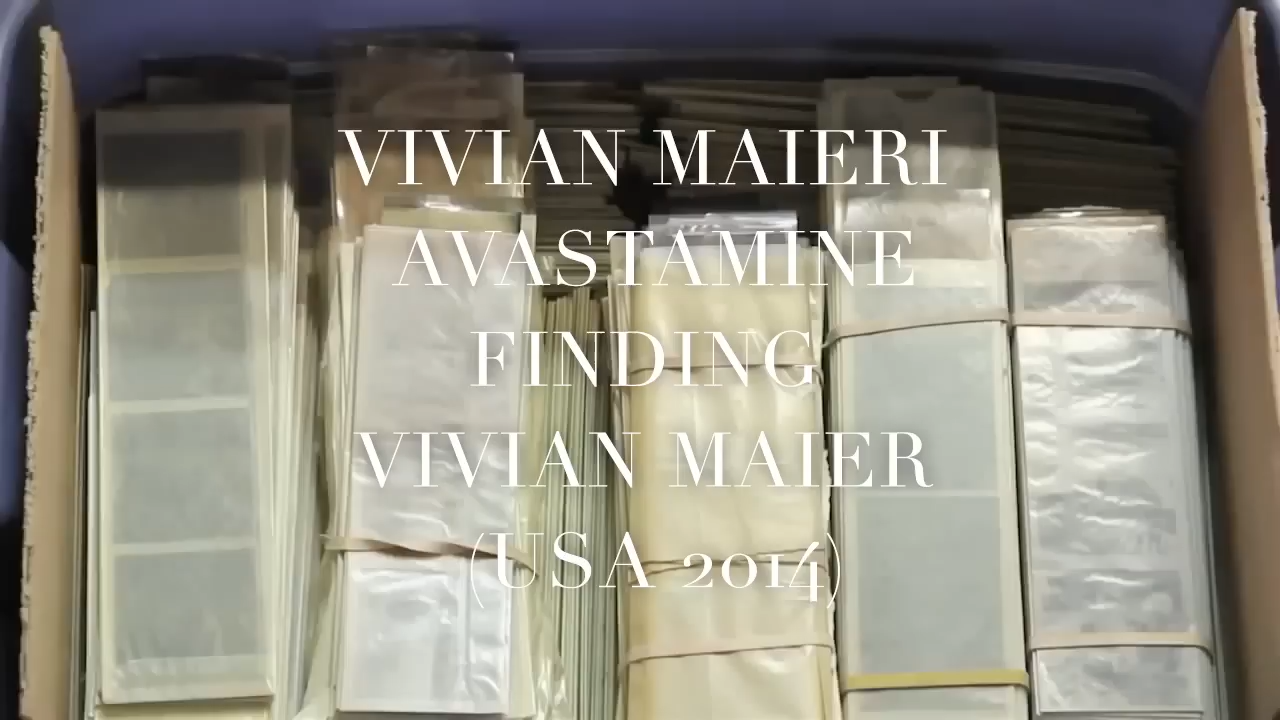 VIVIAN MAIERI
AVASTAMINE
FINDING
VIVIAN MAIER
(USA 2014)